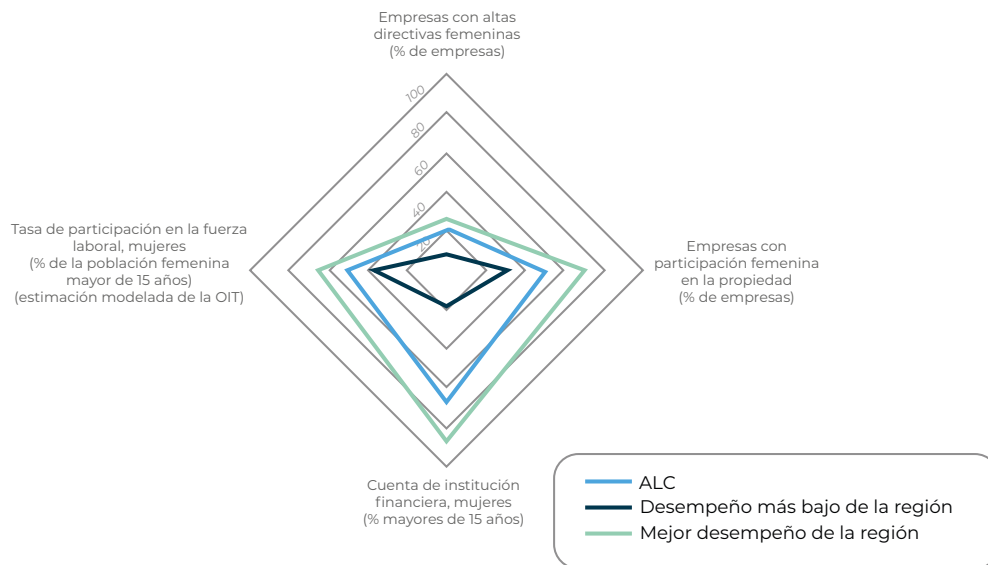 Empresas con altas
directivas femeninas
(% de empresas)
100
80
60
40
20
Tasa de participación en la fuerza
laboral, mujeres
(% de la población femenina
mayor de 15 años)
(estimación modelada de la OIT)
Empresas con
participación femenina
en la propiedad
(% de empresas)
Cuenta de institución
financiera, mujeres
(% mayores de 15 años)
ALC
Desempeño más bajo de la región
Mejor desempeño de la región